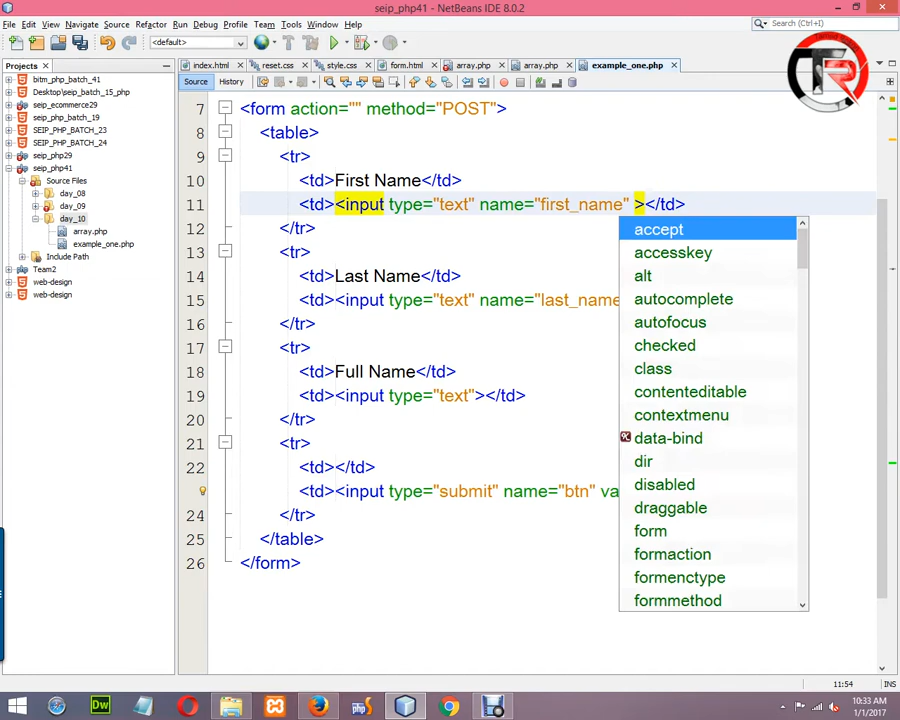 seip_php41 - NetBeans IDE 8.0.2
File Edit View Navigate Source Refactor Run Debug Profile Team Tools Window Help
Search (Ctrl+I)
<default>
Projects
index.html reset.css style.css form.html array.php array.php example_one.php
Source History
bitm_php_batch_41
Desktop/seip_batch_15_php
seip_ecommerce29
seip_php_batch_19
SEIP_PHP_BATCH_23
SEIP_PHP_BATCH_24
seip_php29
seip_php41
Source Files
day_08
day_09
day_10
array.php
example_one.php
Include Path
Team2
web-design
web-design
7 <form action="" method="POST">
8 <table>
9 <tr>
10 <td>First Name</td>
11 <td><input type="text" name="first_name" ></td>
12 </tr>
13 <tr>
14 <td>Last Name</td>
15 <td><input type="text" name="last_name
16 </tr>
17 <tr>
18 <td>Full Name</td>
19 <td><input type="text"></td>
20 </tr>
21 <tr>
22 <td></td>
<td><input type="submit" name="btn" va
24 </tr>
25 </table>
26 </form>
accept
accesskey
alt
autocomplete
autofocus
checked
class
contenteditable
contextmenu
data-bind
dir
disabled
draggable
form
formaction
formenctype
formmethod
11:54 INS
Dw
php
10:33 AM
1/1/2017